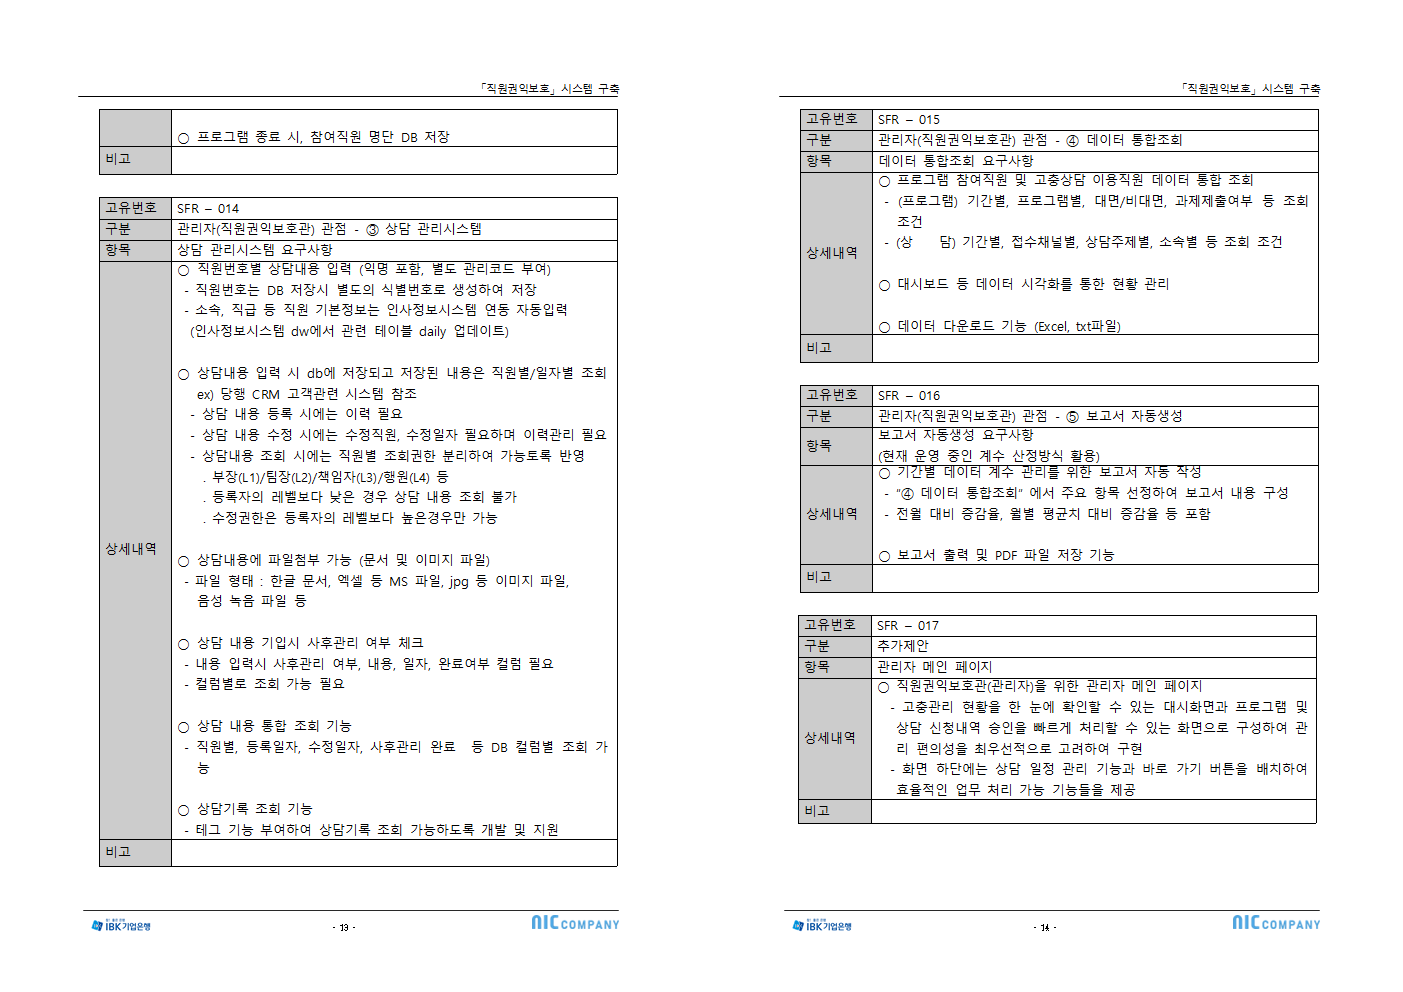 「직원권익보호」시스템 구축
○ 프로그램 종료 시, 참여직원 명단 DB 저장
비고
고유번호 SFR – 014
구분 관리자(직원권익보호관) 관점 - ③ 상담 관리시스템
항목 상담 관리시스템 요구사항
상세내역
○ 직원번호별 상담내용 입력 (익명 포함, 별도 관리코드 부여)
- 직원번호는 DB 저장시 별도의 식별번호로 생성하여 저장
- 소속, 직급 등 직원 기본정보는 인사정보시스템 연동 자동입력
(인사정보시스템 dw에서 관련 테이블 daily 업데이트)
○ 상담내용 입력 시 db에 저장되고 저장된 내용은 직원별/일자별 조회
ex) 당행 CRM 고객관련 시스템 참조
- 상담 내용 등록 시에는 이력 필요
- 상담 내용 수정 시에는 수정직원, 수정일자 필요하며 이력관리 필요
- 상담내용 조회 시에는 직원별 조회권한 분리하여 가능토록 반영
. 부장(L1)/팀장(L2)/책임자(L3)/행원(L4) 등
. 등록자의 레벨보다 낮은 경우 상담 내용 조회 불가
. 수정권한은 등록자의 레벨보다 높은경우만 가능
○ 상담내용에 파일첨부 가능 (문서 및 이미지 파일)
- 파일 형태 : 한글 문서, 엑셀 등 MS 파일, jpg 등 이미지 파일,
음성 녹음 파일 등
○ 상담 내용 기입시 사후관리 여부 체크
- 내용 입력시 사후관리 여부, 내용, 일자, 완료여부 컬럼 필요
- 컬럼별로 조회 가능 필요
○ 상담 내용 통합 조회 기능
- 직원별, 등록일자, 수정일자, 사후관리 완료 등 DB 컬럼별 조회 가
능
○ 상담기록 조회 기능
- 테그 기능 부여하여 상담기록 조회 가능하도록 개발 및 지원
비고
IBK기업은행
- 13 -
NIC COMPANY
「직원권익보호」시스템 구축
고유번호 SFR – 015
구분 관리자(직원권익보호관) 관점 - ④ 데이터 통합조회
항목 데이터 통합조회 요구사항
상세내역
○ 프로그램 참여직원 및 고충상담 이용직원 데이터 통합 조회
- (프로그램) 기간별, 프로그램별, 대면/비대면, 과제제출여부 등 조회
조건
- (상 담) 기간별, 접수채널별, 상담주제별, 소속별 등 조회 조건
○ 대시보드 등 데이터 시각화를 통한 현황 관리
○ 데이터 다운로드 기능 (Excel, txt파일)
비고
고유번호 SFR – 016
구분 관리자(직원권익보호관) 관점 - ⑤ 보고서 자동생성
항목 보고서 자동생성 요구사항
(현재 운영 중인 계수 산정방식 활용)
상세내역
○ 기간별 데이터 계수 관리를 위한 보고서 자동 작성
- "④ 데이터 통합조회" 에서 주요 항목 선정하여 보고서 내용 구성
- 전월 대비 증감율, 월별 평균치 대비 증감율 등 포함
○ 보고서 출력 및 PDF 파일 저장 기능
비고
고유번호 SFR – 017
구분 추가제안
항목 관리자 메인 페이지
상세내역
○ 직원권익보호관(관리자)을 위한 관리자 메인 페이지
- 고충관리 현황을 한 눈에 확인할 수 있는 대시화면과 프로그램 및
상담 신청내역 승인을 빠르게 처리할 수 있는 화면으로 구성하여 관
리 편의성을 최우선적으로 고려하여 구현
- 화면 하단에는 상담 일정 관리 기능과 바로 가기 버튼을 배치하여
효율적인 업무 처리 가능 기능들을 제공
비고
IBK기업은행
- 14 -
NIC COMPANY